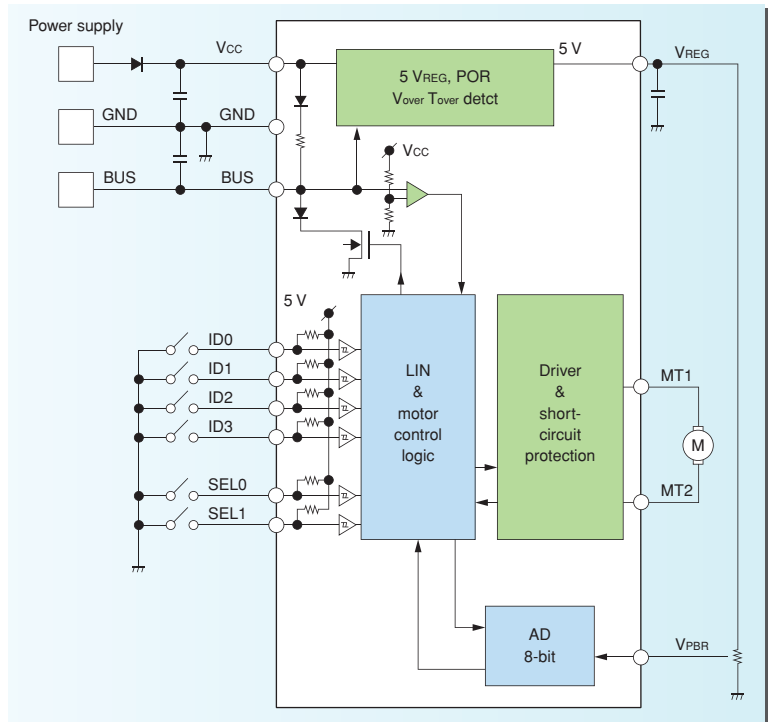 Power supply
VCC
5 V
VREG
5 VREG, POR
Vover Tover detct
GND
GND
VCC
BUS
BUS
5 V
ID0
ID1
ID2
ID3
SEL0
SEL1
LIN
&
motor
control
logic
Driver
&
short-
circuit
protection
MT1
M
MT2
AD
8-bit
VPBR